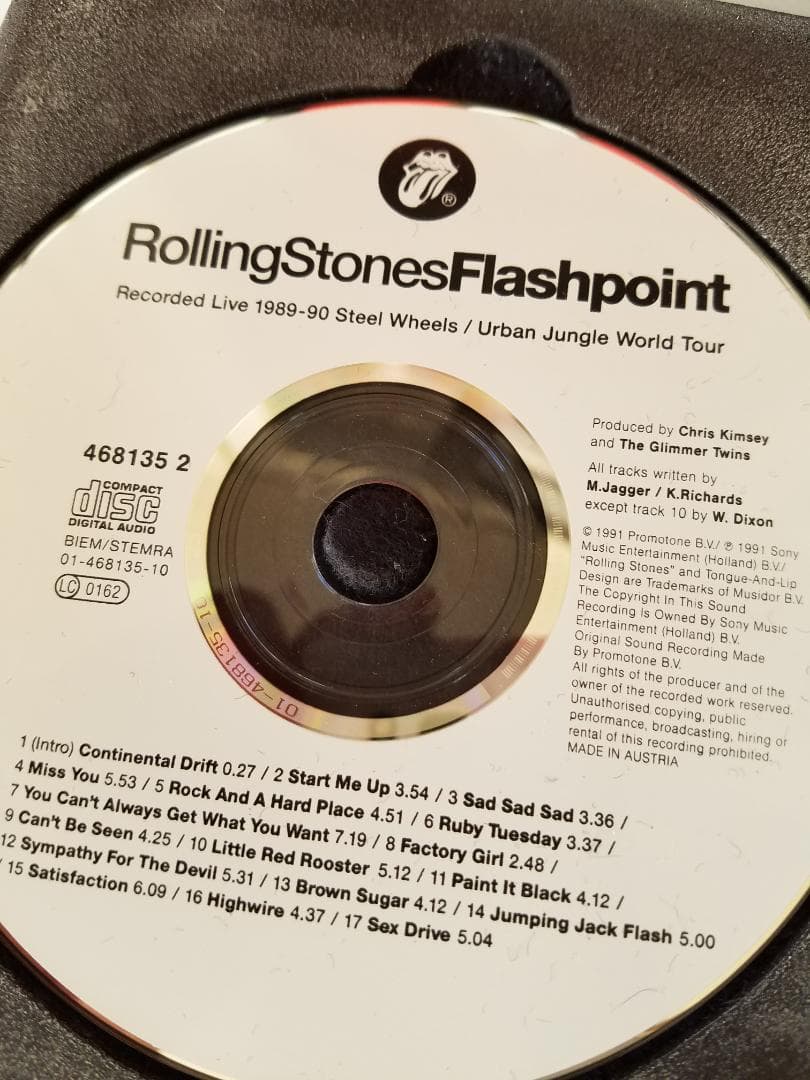 ®
RollingStonesFlashpoint
Recorded Live 1989-90 Steel Wheels / Urban Jungle World Tour
468135 2
COMPACT
disc
DIGITAL AUDIO
BIEM/STEMRA
01-468135-10
LC 0162
Produced by Chris Kimsey
and The Glimmer Twins
All tracks written by
M.Jagger / K.Richards
except track 10 by W. Dixon
© 1991 Promotone B.V./ ℗ 1991 Sony
Music Entertainment (Holland) B.V./
"Rolling Stones" and Tongue-And-Lip
Design are Trademarks of Musidor B.V.
The Copyright In This Sound
Recording Is Owned By Sony Music
Entertainment (Holland) B.V.
Original Sound Recording Made
By Promotone B.V.
All rights of the producer and of the
owner of the recorded work reserved.
Unauthorised copying, public
performance, broadcasting, hiring or
rental of this recording prohibited.
MADE IN AUSTRIA
01-468135-10
1 (Intro) Continental Drift 0.27 / 2 Start Me Up 3.54 / 3 Sad Sad Sad 3.36 /
4 Miss You 5.53 / 5 Rock And A Hard Place 4.51 / 6 Ruby Tuesday 3.37 /
7 You Can't Always Get What You Want 7.19 / 8 Factory Girl 2.48 /
9 Can't Be Seen 4.25 / 10 Little Red Rooster 5.12 / 11 Paint It Black 4.12 /
12 Sympathy For The Devil 5.31 / 13 Brown Sugar 4.12 / 14 Jumping Jack Flash 5.00
/ 15 Satisfaction 6.09 / 16 Highwire 4.37 / 17 Sex Drive 5.04